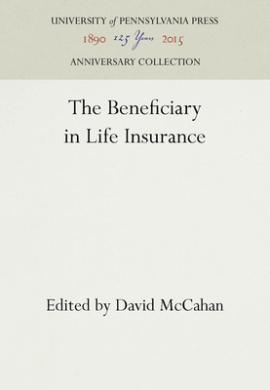 UNIVERSITY of PENNSYLVANIA PRESS
1890 125 Years 2015
ANNIVERSARY COLLECTION
The Beneficiary
in Life Insurance
Edited by David McCahan